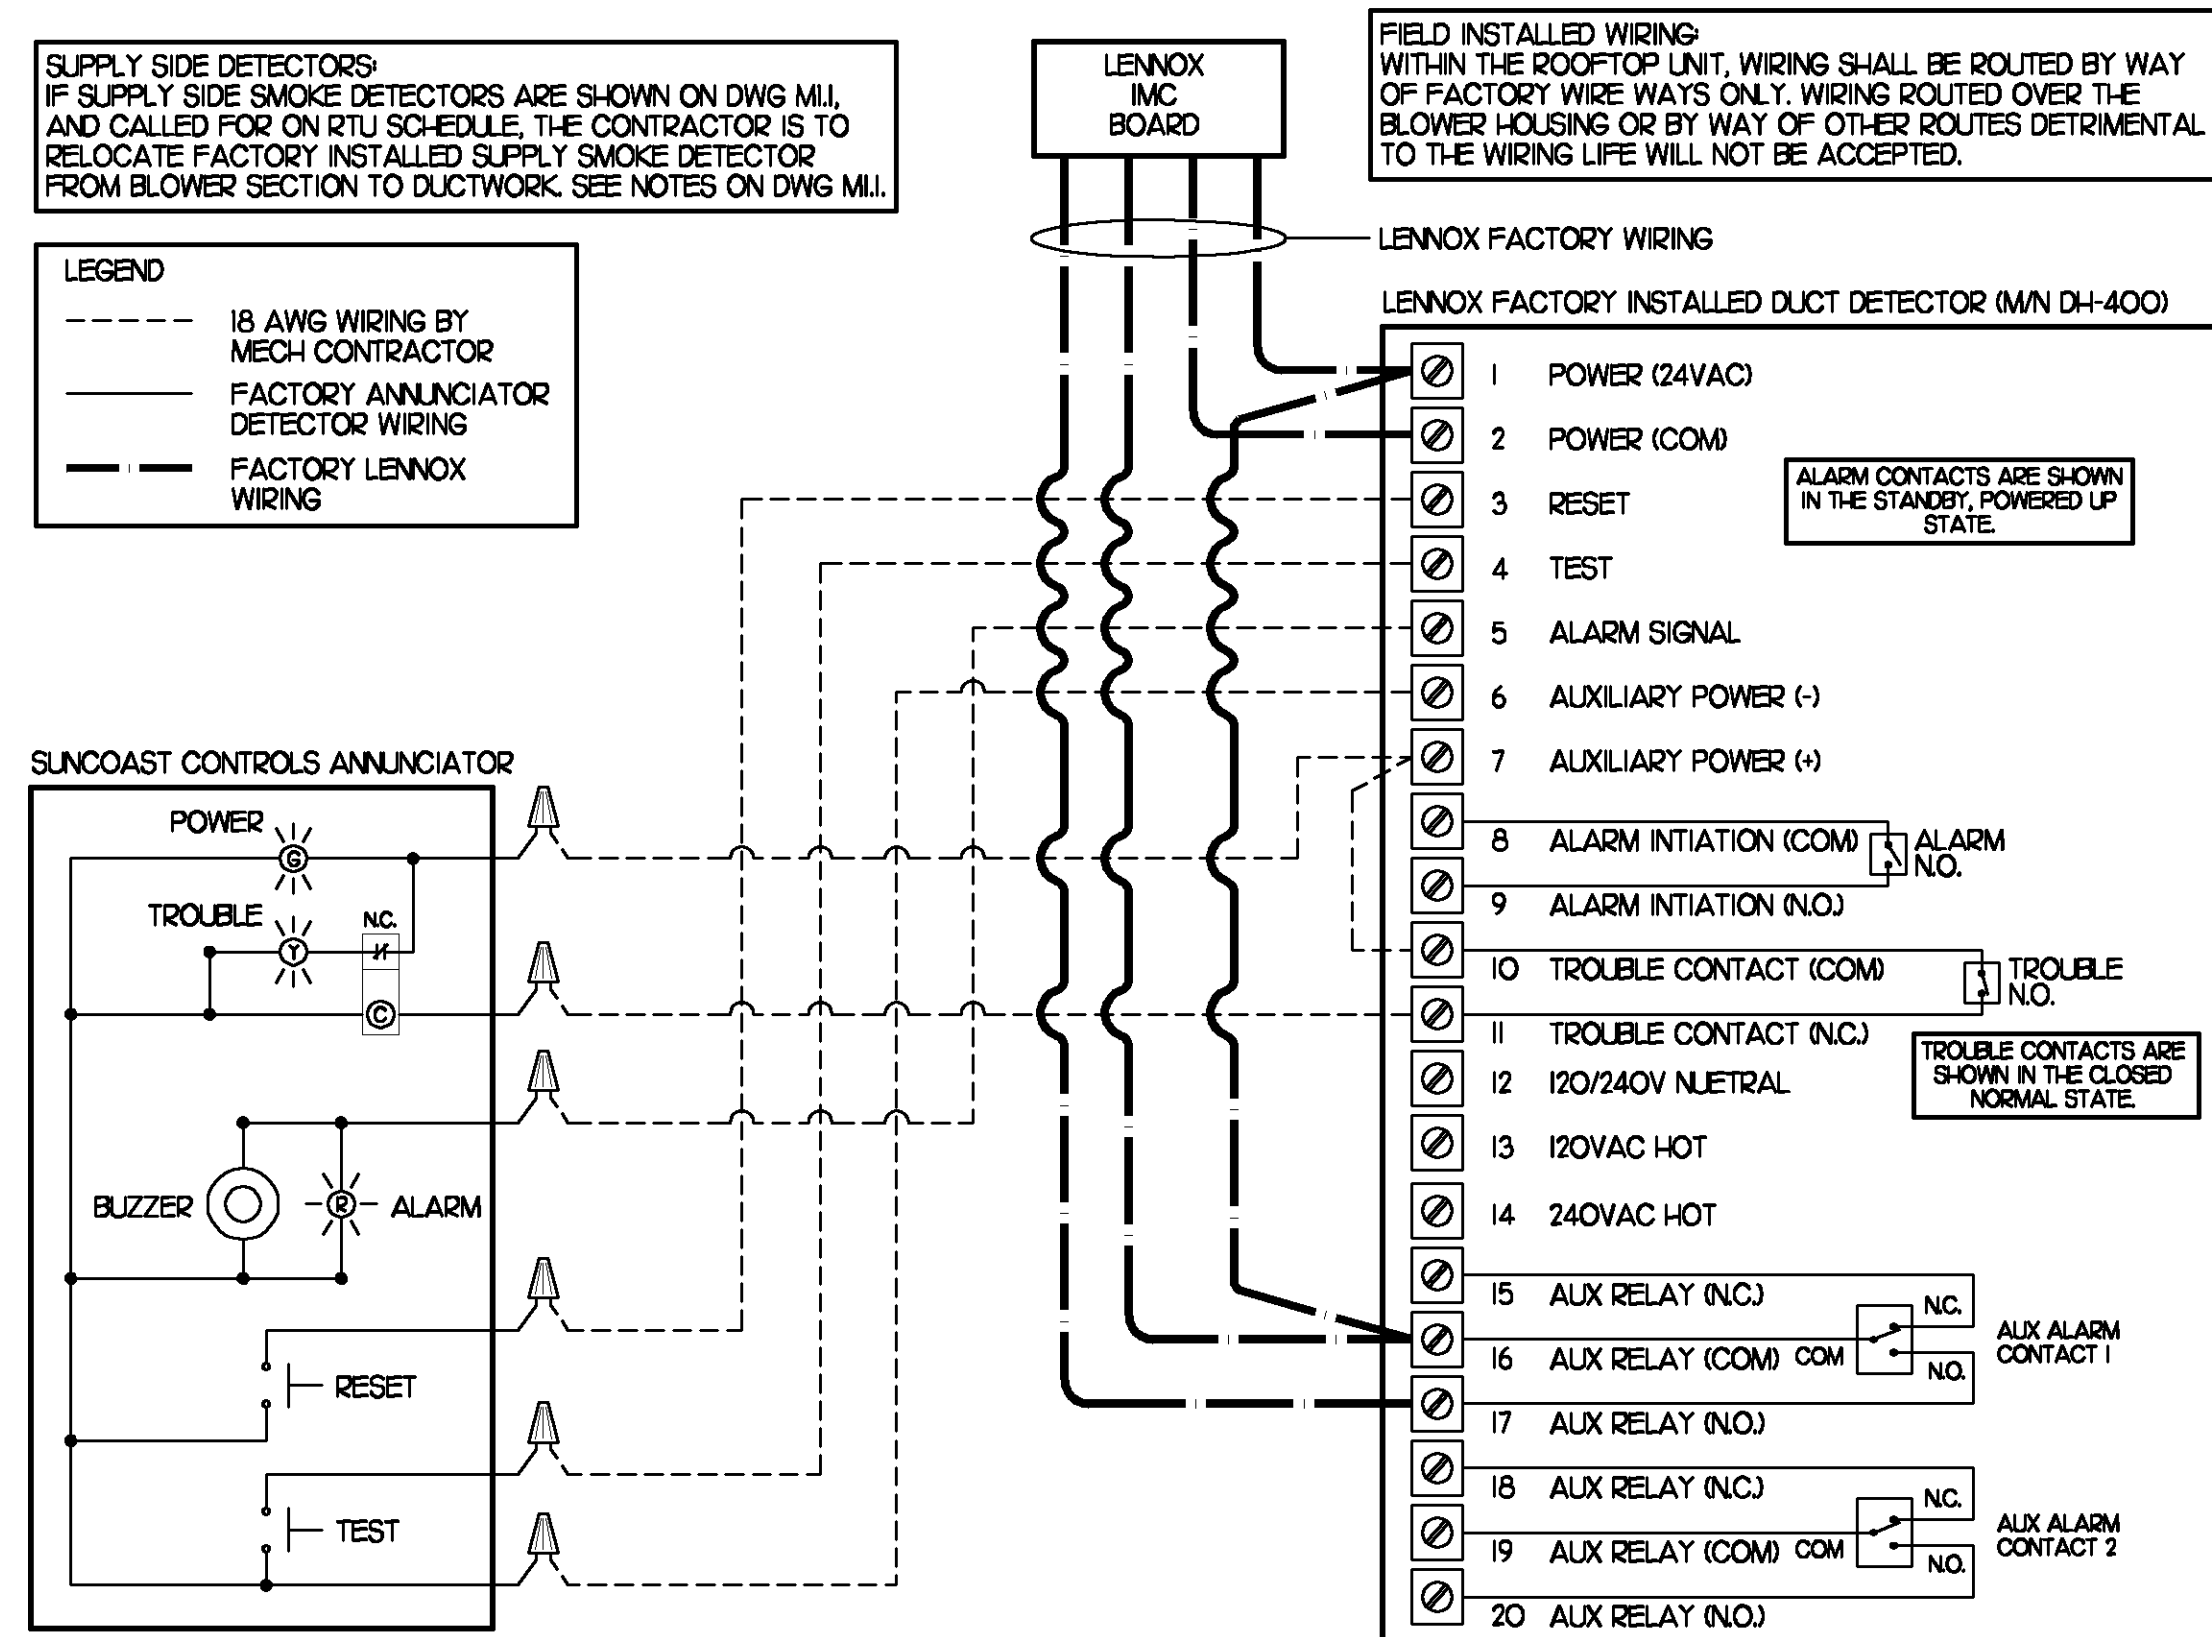 SUPPLY SIDE DETECTORS:
IF SUPPLY SIDE SMOKE DETECTORS ARE SHOWN ON DWG M1.1,
AND CALLED FOR ON RTU SCHEDULE, THE CONTRACTOR IS TO
RELOCATE FACTORY INSTALLED SUPPLY SMOKE DETECTOR
FROM BLOWER SECTION TO DUCTWORK. SEE NOTES ON DWG M1.1.
LENNOX
IMC
BOARD
FIELD INSTALLED WIRING:
WITHIN THE ROOFTOP UNIT, WIRING SHALL BE ROUTED BY WAY
OF FACTORY WIRE WAYS ONLY. WIRING ROUTED OVER THE
BLOWER HOUSING OR BY WAY OF OTHER ROUTES DETRIMENTAL
TO THE WIRING LIFE WILL NOT BE ACCEPTED.
LEGEND
18 AWG WIRING BY
MECH CONTRACTOR
FACTORY ANNUNCIATOR
DETECTOR WIRING
FACTORY LENNOX
WIRING
LENNOX FACTORY WIRING
LENNOX FACTORY INSTALLED DUCT DETECTOR (M/N DH-400)
1 POWER (24VAC)
2 POWER (COM)
ALARM CONTACTS ARE SHOWN
IN THE STANDBY, POWERED UP
STATE.
3 RESET
4 TEST
5 ALARM SIGNAL
6 AUXILIARY POWER (-)
7 AUXILIARY POWER (+)
8 ALARM INTIATION (COM)
ALARM
N.O.
9 ALARM INTIATION (N.O.)
10 TROUBLE CONTACT (COM)
TROUBLE
N.O.
11 TROUBLE CONTACT (N.C.)
TROUBLE CONTACTS ARE
SHOWN IN THE CLOSED
NORMAL STATE.
12 120/240V NUETRAL
13 120VAC HOT
14 240VAC HOT
15 AUX RELAY (N.C.)
N.C.
16 AUX RELAY (COM) COM
AUX ALARM
CONTACT 1
N.O.
17 AUX RELAY (N.O.)
18 AUX RELAY (N.C.)
N.C.
19 AUX RELAY (COM) COM
AUX ALARM
CONTACT 2
N.O.
20 AUX RELAY (N.O.)
SUNCOAST CONTROLS ANNUNCIATOR
POWER
G
TROUBLE
Y
N.C.
C
BUZZER
R
ALARM
RESET
TEST